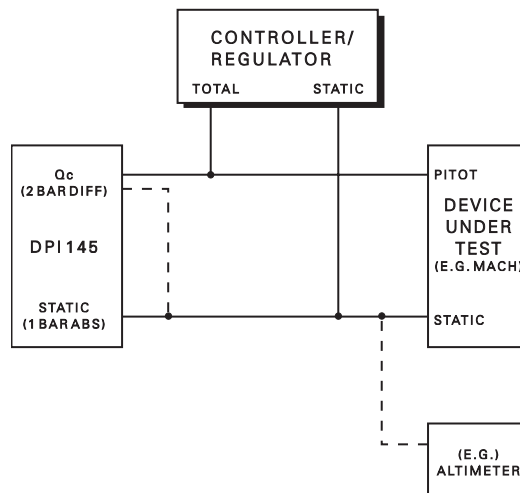 CONTROLLER/
REGULATOR
TOTAL STATIC
Qc
(2 BAR DIFF)
DPI 145
STATIC
(1 BAR ABS)
PITOT
DEVICE
UNDER
TEST
(E.G. MACH)
STATIC
(E.G.)
ALTIMETER